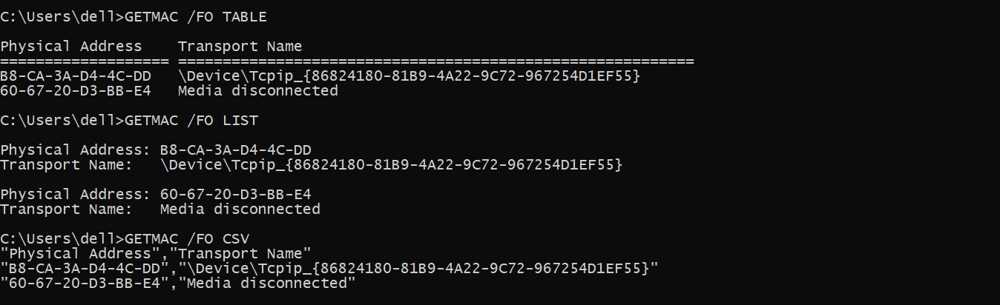 C:\Users\dell>GETMAC /FO TABLE
Physical Address    Transport Name
=================== ==========================================================
B8-CA-3A-D4-4C-DD   \Device\Tcpip_{86824180-81B9-4A22-9C72-967254D1EF55}
60-67-20-D3-BB-E4   Media disconnected
C:\Users\dell>GETMAC /FO LIST
Physical Address: B8-CA-3A-D4-4C-DD
Transport Name:   \Device\Tcpip_{86824180-81B9-4A22-9C72-967254D1EF55}
Physical Address: 60-67-20-D3-BB-E4
Transport Name:   Media disconnected
C:\Users\dell>GETMAC /FO CSV
"Physical Address","Transport Name"
"B8-CA-3A-D4-4C-DD","\Device\Tcpip_{86824180-81B9-4A22-9C72-967254D1EF55}"
"60-67-20-D3-BB-E4","Media disconnected"